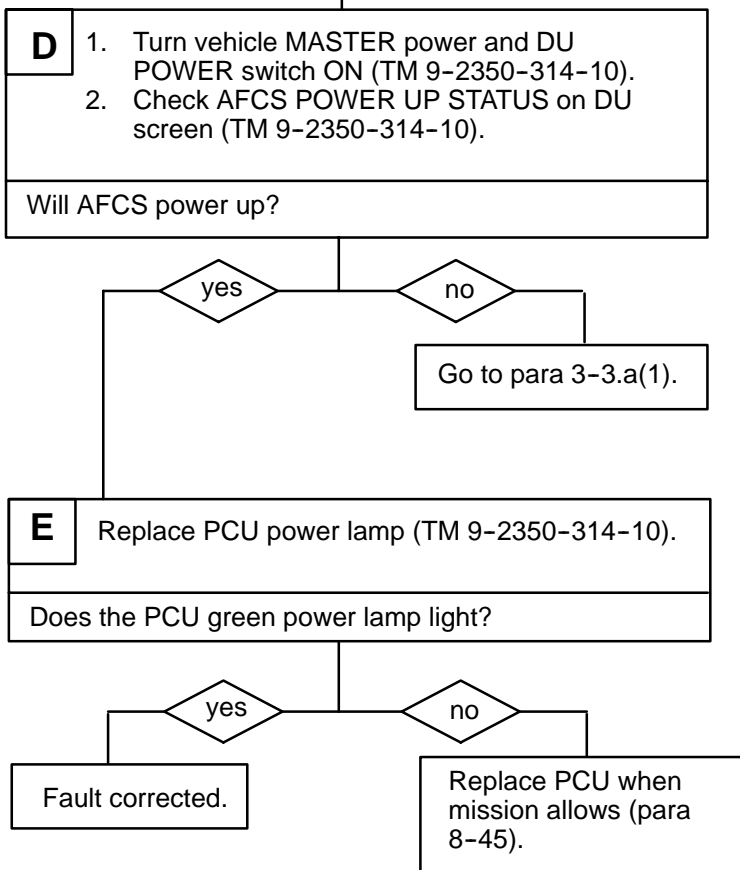 D
1. Turn vehicle MASTER power and DU
POWER switch ON (TM 9-2350-314-10).
2. Check AFCS POWER UP STATUS on DU
screen (TM 9-2350-314-10).
Will AFCS power up?
yes
no
Go to para 3-3.a(1).
E
Replace PCU power lamp (TM 9-2350-314-10).
Does the PCU green power lamp light?
yes
no
Fault corrected.
Replace PCU when
mission allows (para
8-45).